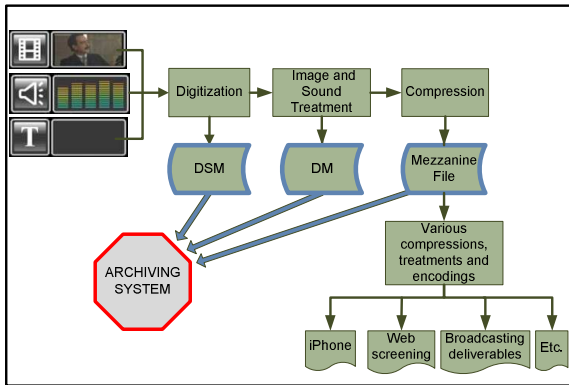 T
Digitization
Image and
Sound
Treatment
Compression
DSM
DM
Mezzanine
File
ARCHIVING
SYSTEM
Various
compressions,
treatments and
encodings
iPhone
Web
screening
Broadcasting
deliverables
Etc.